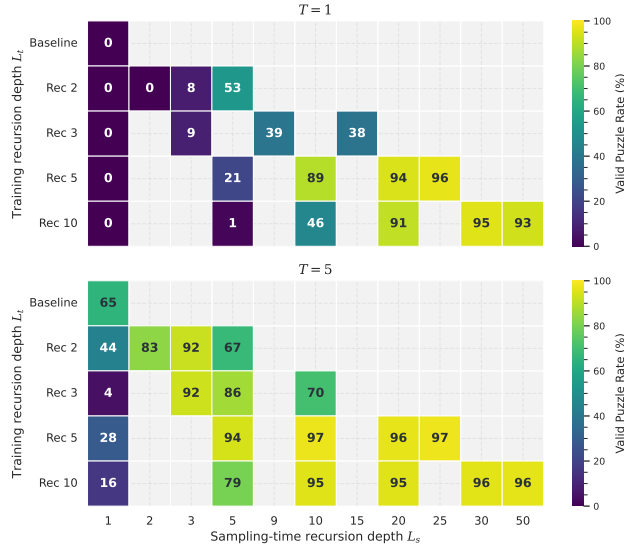 T = 1
Training recursion depth L_t
Baseline 0
Rec 2 0 0 8 53
Rec 3 9 39 38
Rec 5 0 21 89 94 96
Rec 10 0 1 46 91 95 93
Valid Puzzle Rate (%)
100
80
60
40
20
0
T = 5
Training recursion depth L_t
Baseline 65
Rec 2 44 83 92 67
Rec 3 4 92 86 70
Rec 5 28 94 97 96 97
Rec 10 16 79 95 95 96 96
1 2 3 5 9 10 15 20 25 30 50
Sampling-time recursion depth L_s
Valid Puzzle Rate (%)
100
80
60
40
20
0